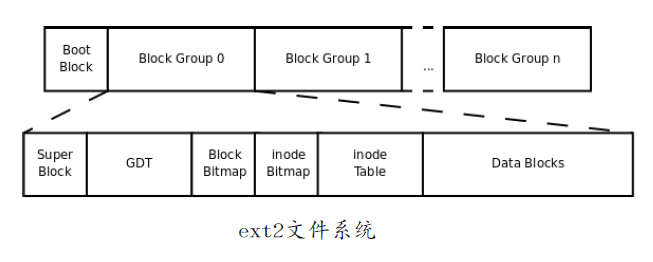 Boot
Block
Block Group 0
Block Group 1
...
Block Group n
Super
Block
GDT
Block
Bitmap
inode
Bitmap
inode
Table
Data Blocks
ext2文件系统